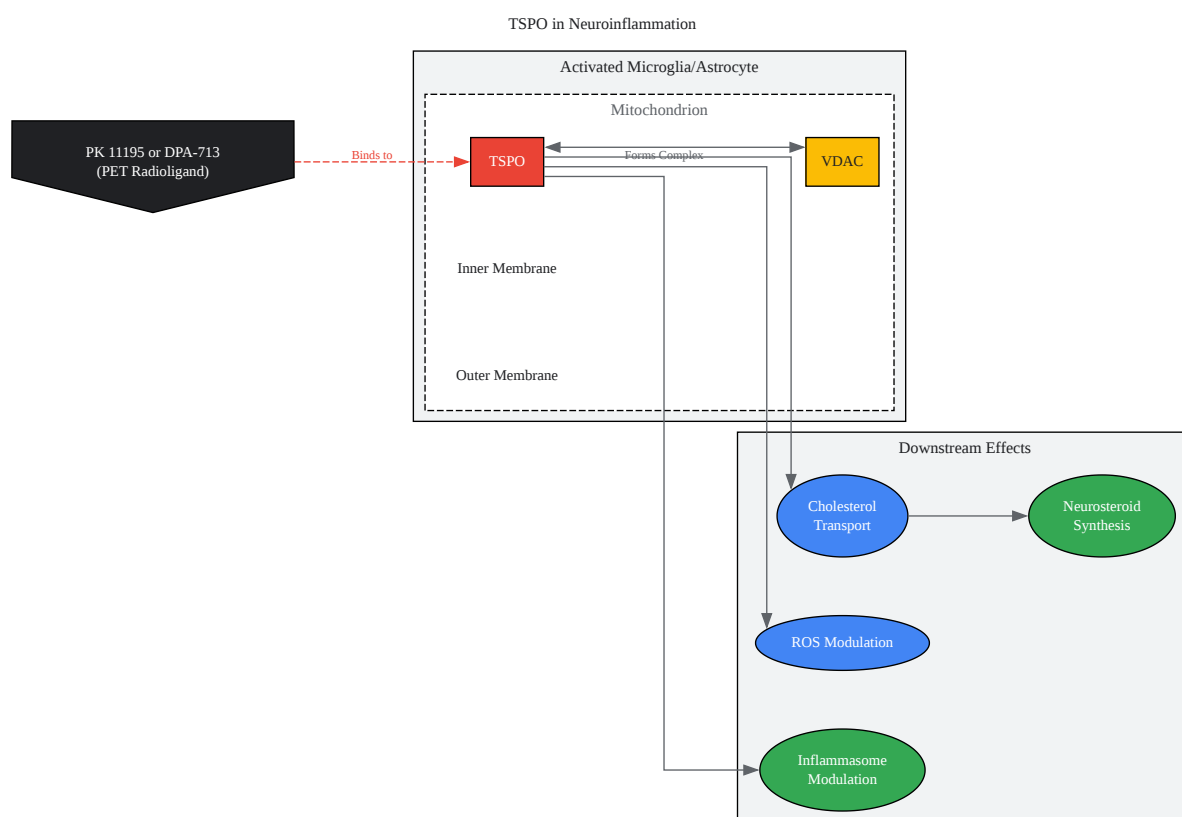 TSPO in Neuroinflammation
Activated Microglia/Astrocyte
Mitochondrion
PK 11195 or DPA-713
(PET Radioligand)
Binds to
TSPO
Forms Complex
VDAC
Inner Membrane
Outer Membrane
Downstream Effects
Cholesterol
Transport
Neurosteroid
Synthesis
ROS Modulation
Inflammasome
Modulation